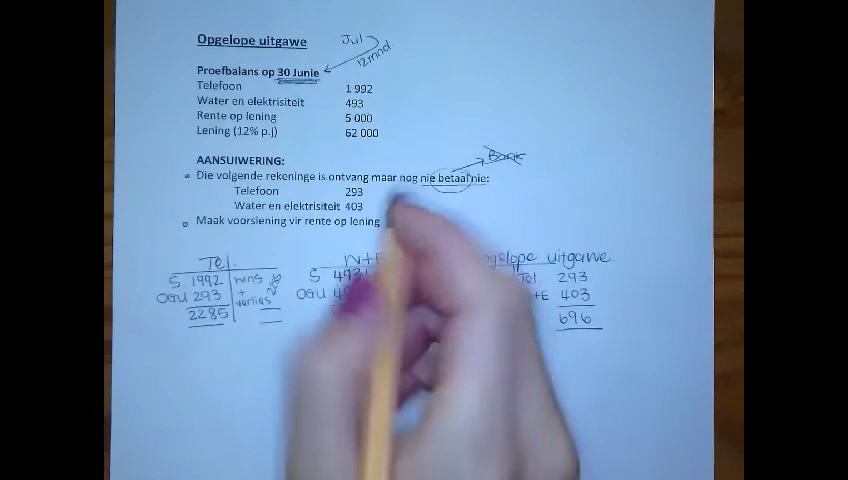 Opgelope uitgawe
Jul
12mnd
Proefbalans op 30 Junie
Telefoon 1 992
Water en elektrisiteit 493
Rente op lening 5 000
Lening (12% p.j) 62 000
Bank
AANSUIWERING:
Die volgende rekeninge is ontvang maar nog nie betaal nie:
Telefoon 293
Water en elektrisiteit 403
Maak voorsiening vir rente op lening
Tel.
S 1992 wins
OGU 293 + verlies 2285
2285
W+E
S 493
OGU
uitgawe
Tel 293
+E 403
696